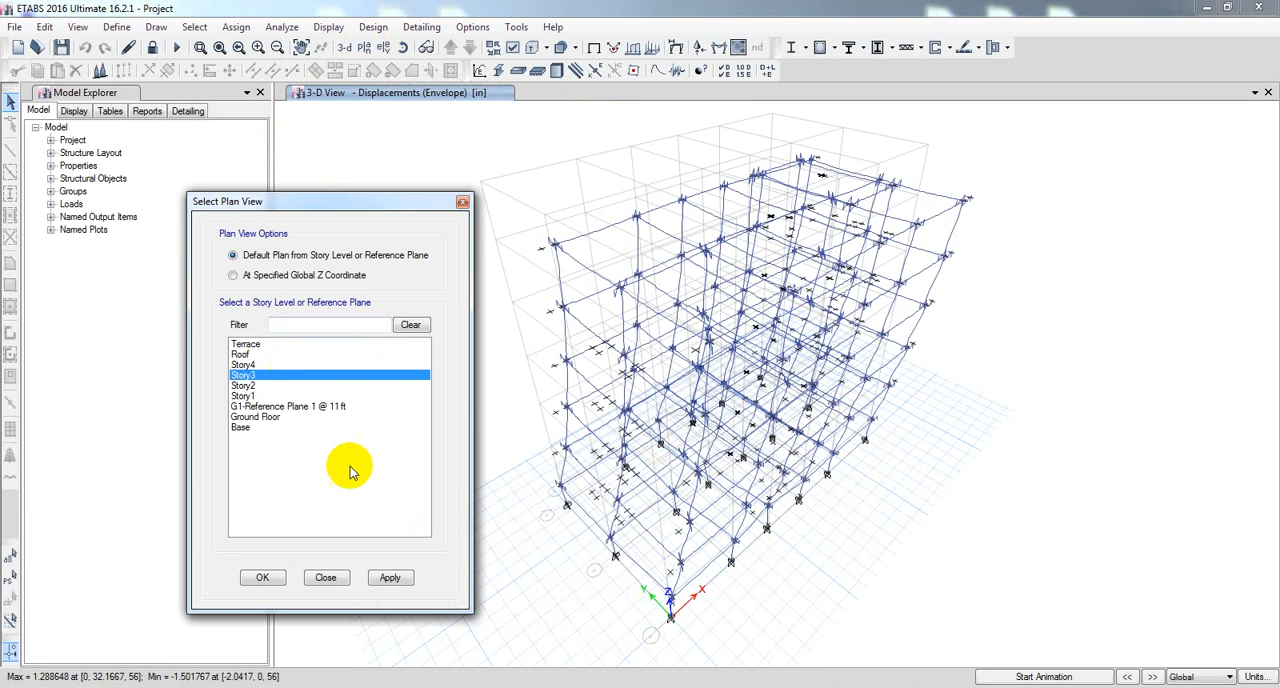 ETABS 2016 Ultimate 16.2.1 - Project
File Edit View Define Draw Select Assign Analyze Display Design Detailing Options Tools Help
3-d
nd
Model Explorer
3-D View - Displacements (Envelope) [in]
Model Display Tables Reports Detailing
Model
Project
Structure Layout
Properties
Structural Objects
Groups
Loads
Named Output Items
Named Plots
Select Plan View
Plan View Options
Default Plan from Story Level or Reference Plane
At Specified Global Z Coordinate
Select a Story Level or Reference Plane
Filter Clear
Terrace
Roof
Story4
Story3
Story2
Story1
G1-Reference Plane 1 @ 11 ft
Ground Floor
Base
OK Close Apply
Z
Y X
Max = 1.288648 at [0, 32.1667, 56]; Min = -1.501767 at [-2.0417, 0, 56]
Start Animation << >> Global Units...